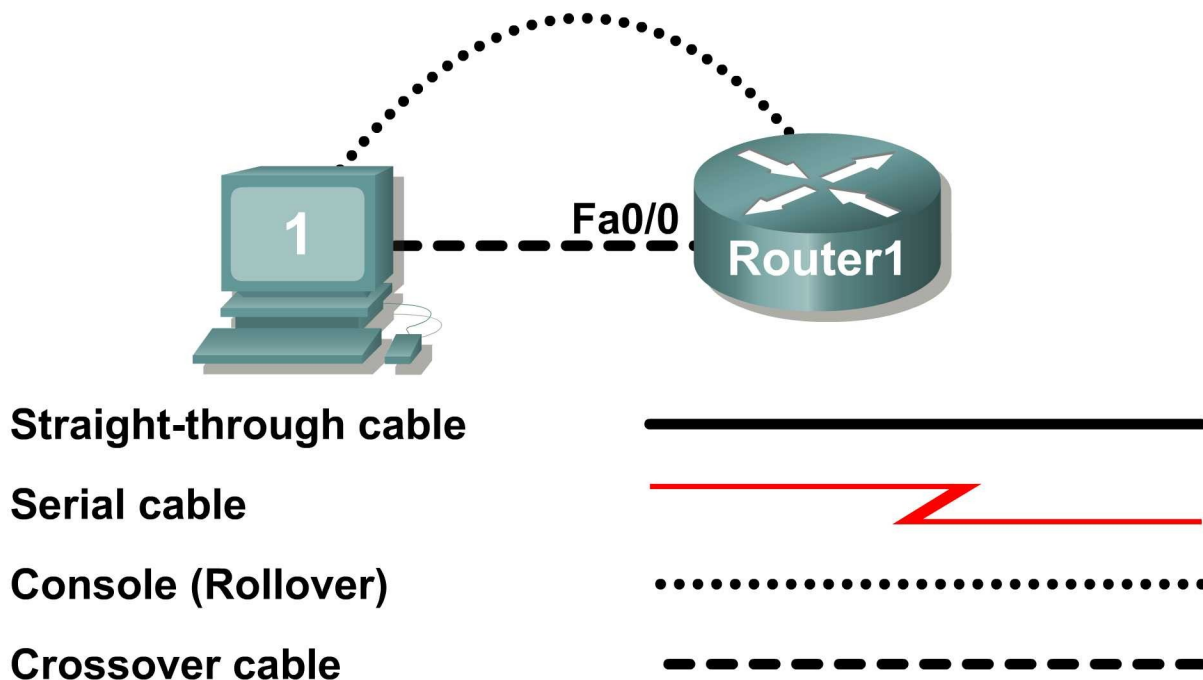 1
Fa0/0
Router1
Straight-through cable
Serial cable
Console (Rollover)
Crossover cable